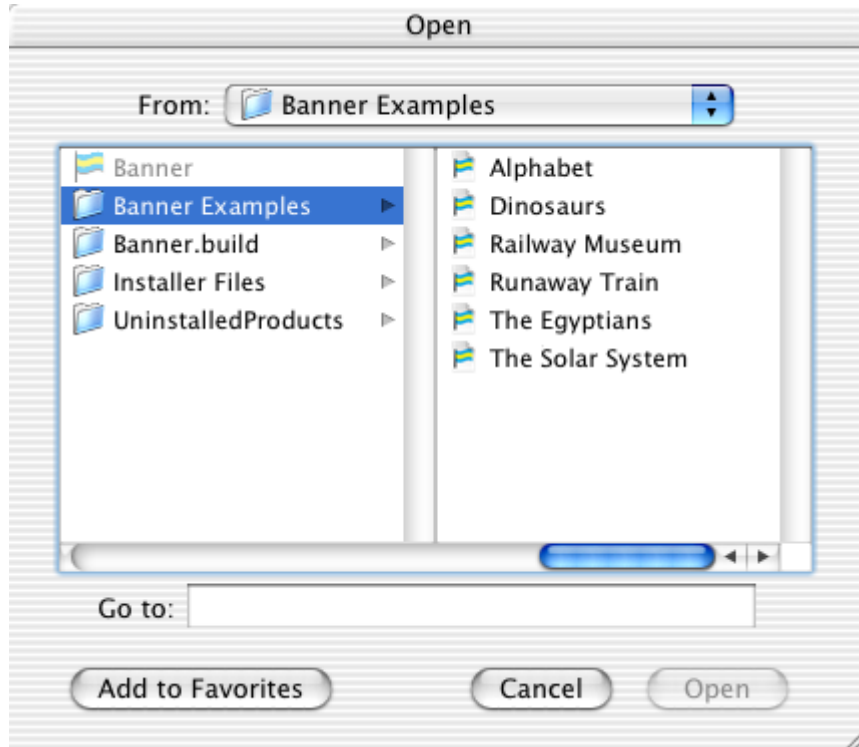 Open
From: Banner Examples
Banner
Banner Examples
Banner.build
Installer Files
UninstalledProducts
Alphabet
Dinosaurs
Railway Museum
Runaway Train
The Egyptians
The Solar System
Go to:
Add to Favorites
Cancel
Open